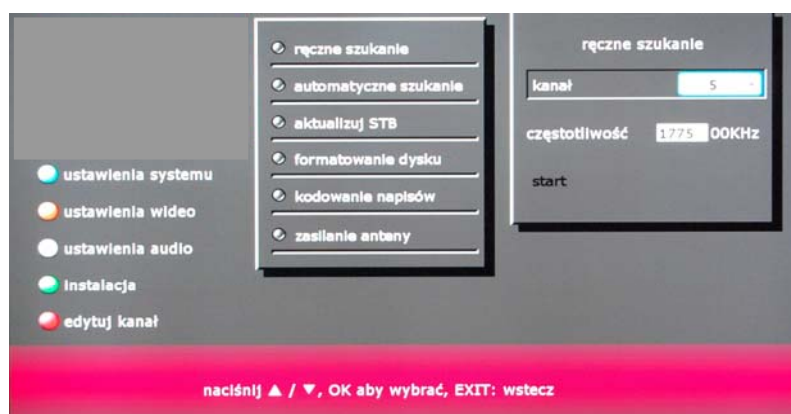 ustawienia systemu
ustawienia wideo
ustawienia audio
instalacja
edytuj kanał
ręczne szukanie
automatyczne szukanie
aktualizuj STB
formatowanie dysku
kodowanie napisów
zasilanie anteny
ręczne szukanie
kanał 5
częstotliwość 1775 00KHz
start
naciśnij ▲ / ▼, OK aby wybrać, EXIT: wstecz